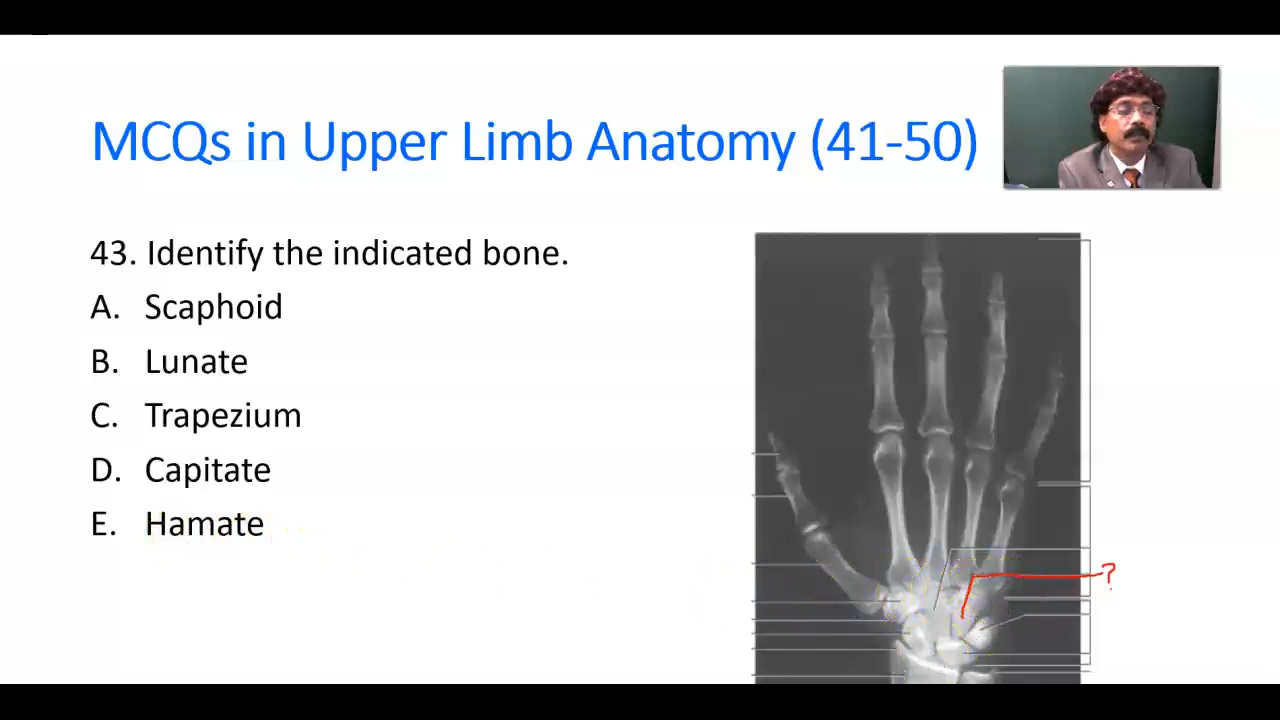 MCQs in Upper Limb Anatomy (41-50)
43. Identify the indicated bone.
A. Scaphoid
B. Lunate
C. Trapezium
D. Capitate
E. Hamate
?